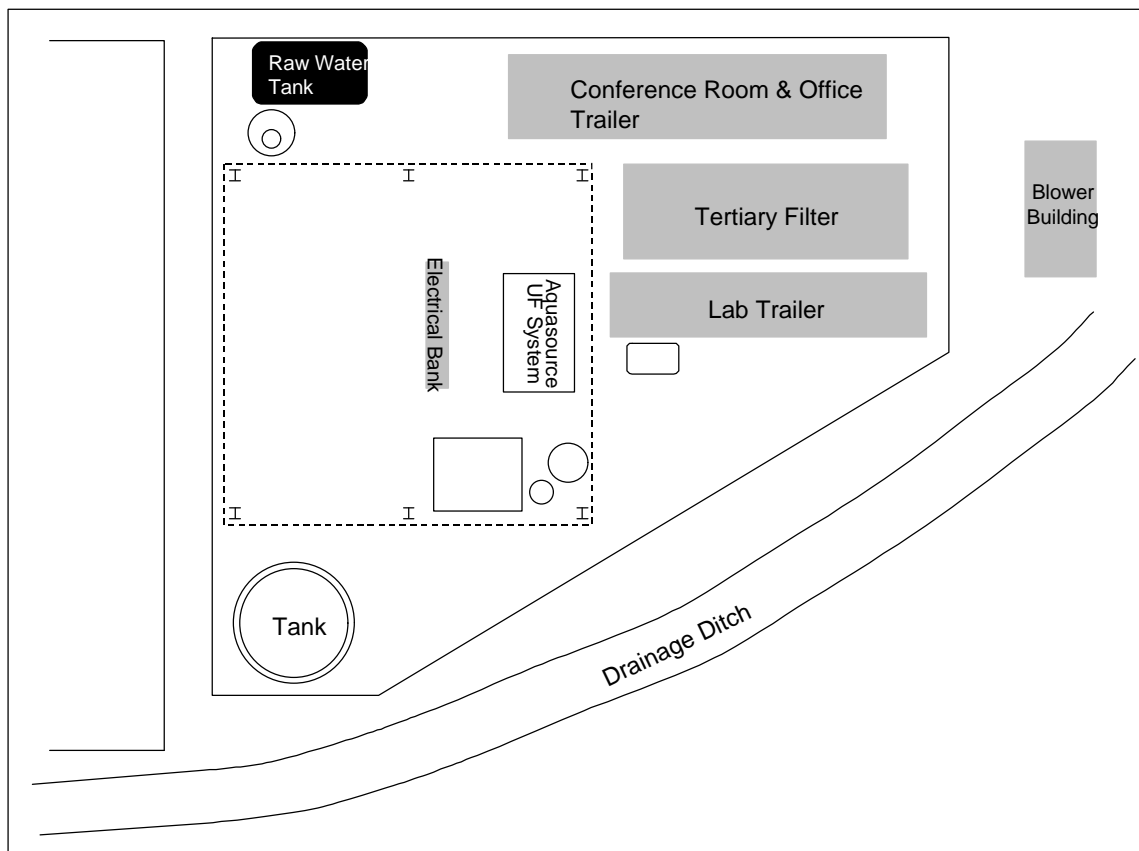 Raw Water
Tank
Conference Room & Office
Trailer
Tertiary Filter
Blower
Building
Electrical Bank
Aquasource
UF System
Lab Trailer
Tank
Drainage Ditch